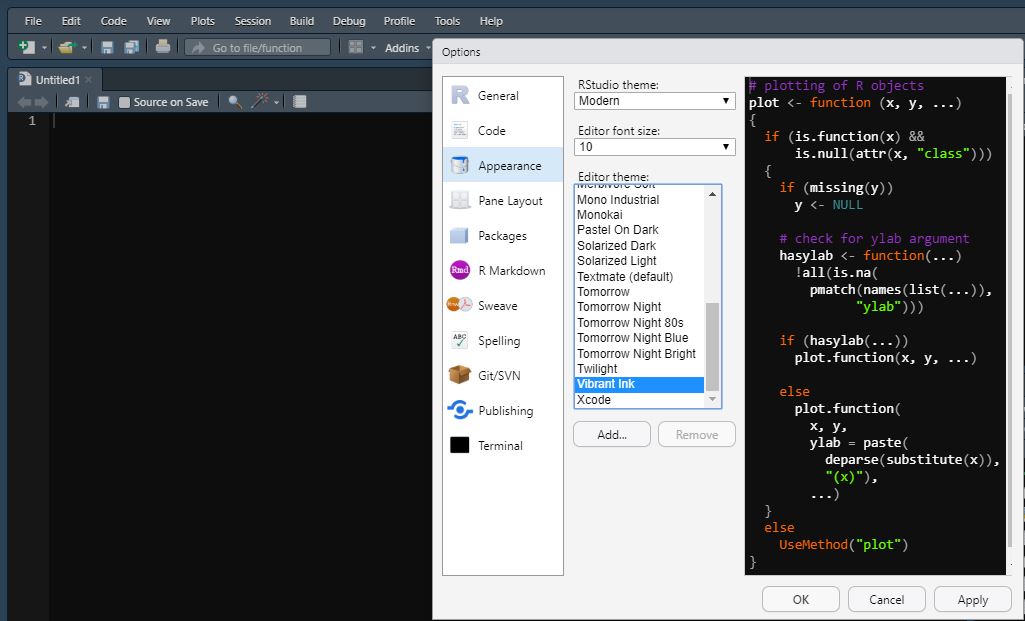 File Edit Code View Plots Session Build Debug Profile Tools Help
Go to file/function Addins
Untitled1
Source on Save
1
Options
General
Code
Appearance
Pane Layout
Packages
Rmd R Markdown
Sweave
ABC Spelling
Git/SVN
Publishing
Terminal
RStudio theme:
Modern
Editor font size:
10
Editor theme:
Merbivore Soft
Mono Industrial
Monokai
Pastel On Dark
Solarized Dark
Solarized Light
Textmate (default)
Tomorrow
Tomorrow Night
Tomorrow Night 80s
Tomorrow Night Blue
Tomorrow Night Bright
Twilight
Vibrant Ink
Xcode
Add... Remove
# plotting of R objects
plot <- function (x, y, ...)
{
  if (is.function(x) &&
      is.null(attr(x, "class")))
  {
    if (missing(y))
      y <- NULL
    # check for ylab argument
    hasylab <- function(...)
      !all(is.na(
        pmatch(names(list(...)),
              "ylab")))
    if (hasylab(...))
      plot.function(x, y, ...)
    else
      plot.function(
        x, y,
        ylab = paste(
          deparse(substitute(x)),
          "(x)"),
        ...)
  }
  else
    UseMethod("plot")
}
OK Cancel Apply